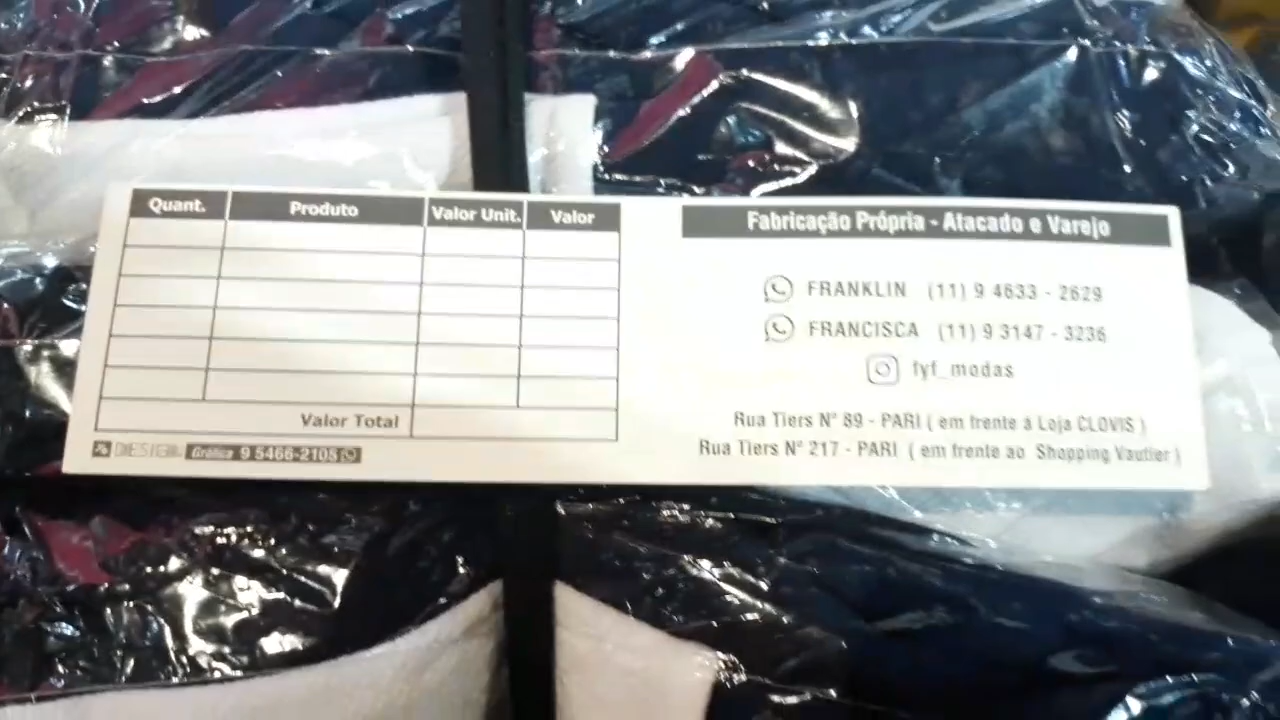 Quant. Produto Valor Unit. Valor
Valor Total
DESIGN Gráfica 9 5466-2105
Fabricação Própria - Atacado e Varejo
FRANKLIN (11) 9 4633 - 2629
FRANCISCA (11) 9 3147 - 3236
fyf_modas
Rua Tiers Nº 89 - PARI ( em frente á Loja CLOVIS )
Rua Tiers Nº 217 - PARI ( em frente ao Shopping Vautier )